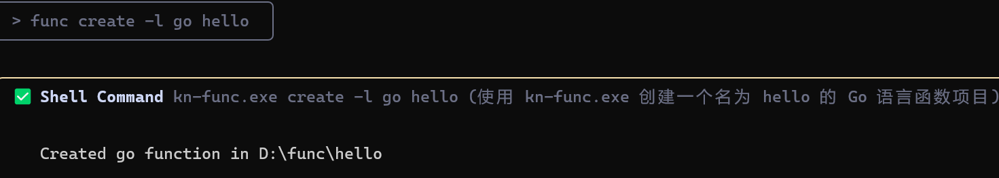 > func create -l go hello
Shell Command kn-func.exe create -l go hello (使用 kn-func.exe 创建一个名为 hello 的 Go 语言函数项目)
Created go function in D:\func\hello